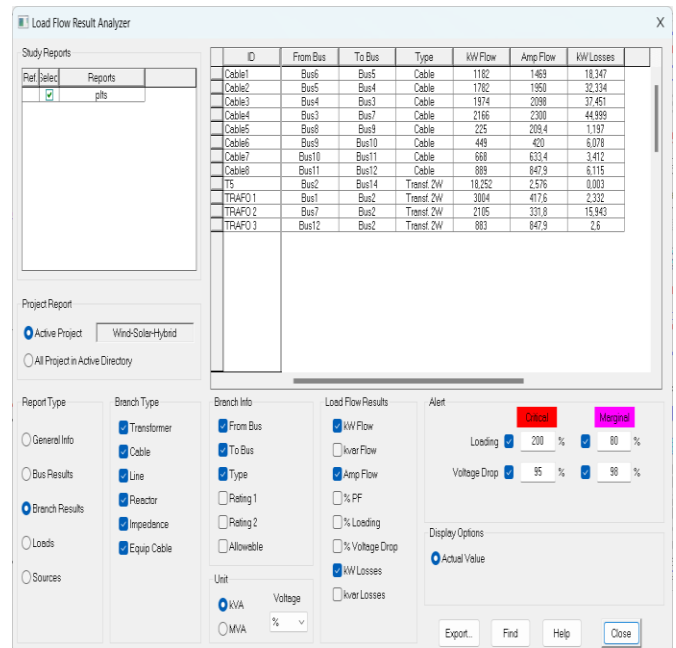 Load Flow Result Analyzer X
Study Reports
Ref. Selec Reports
plts
ID From Bus To Bus Type kW Flow Amp Flow kW Losses
Cable1 Bus6 Bus5 Cable 1182 1469 18,347
Cable2 Bus5 Bus4 Cable 1782 1950 32,334
Cable3 Bus4 Bus3 Cable 1974 2098 37,451
Cable4 Bus3 Bus7 Cable 2166 2300 44,999
Cable5 Bus8 Bus9 Cable 225 209,4 1,197
Cable6 Bus9 Bus10 Cable 449 420 6,078
Cable7 Bus10 Bus11 Cable 668 633,4 3,412
Cable8 Bus11 Bus12 Cable 889 847,9 6,115
T5 Bus2 Bus14 Transf. 2W 18,252 2,576 0,003
TRAFO 1 Bus1 Bus2 Transf. 2W 3004 417,6 2,332
TRAFO 2 Bus7 Bus2 Transf. 2W 2105 331,8 15,943
TRAFO 3 Bus12 Bus2 Transf. 2W 883 847,9 2,6
Project Report
Active Project Wind-Solar-Hybrid
All Project in Active Directory
Report Type
General Info
Bus Results
Branch Results
Loads
Sources
Branch Type
Transformer
Cable
Line
Reactor
Impedance
Equip Cable
Branch Info
From Bus
To Bus
Type
Rating 1
Rating 2
Allowable
Unit
kVA
MVA
Voltage
%
Load Flow Results
kW Flow
kvar Flow
Amp Flow
% PF
% Loading
% Voltage Drop
kW Losses
kvar Losses
Alert
Critical Marginal
Loading 200 % 80 %
Voltage Drop 95 % 98 %
Display Options
Actual Value
Export... Find Help Close